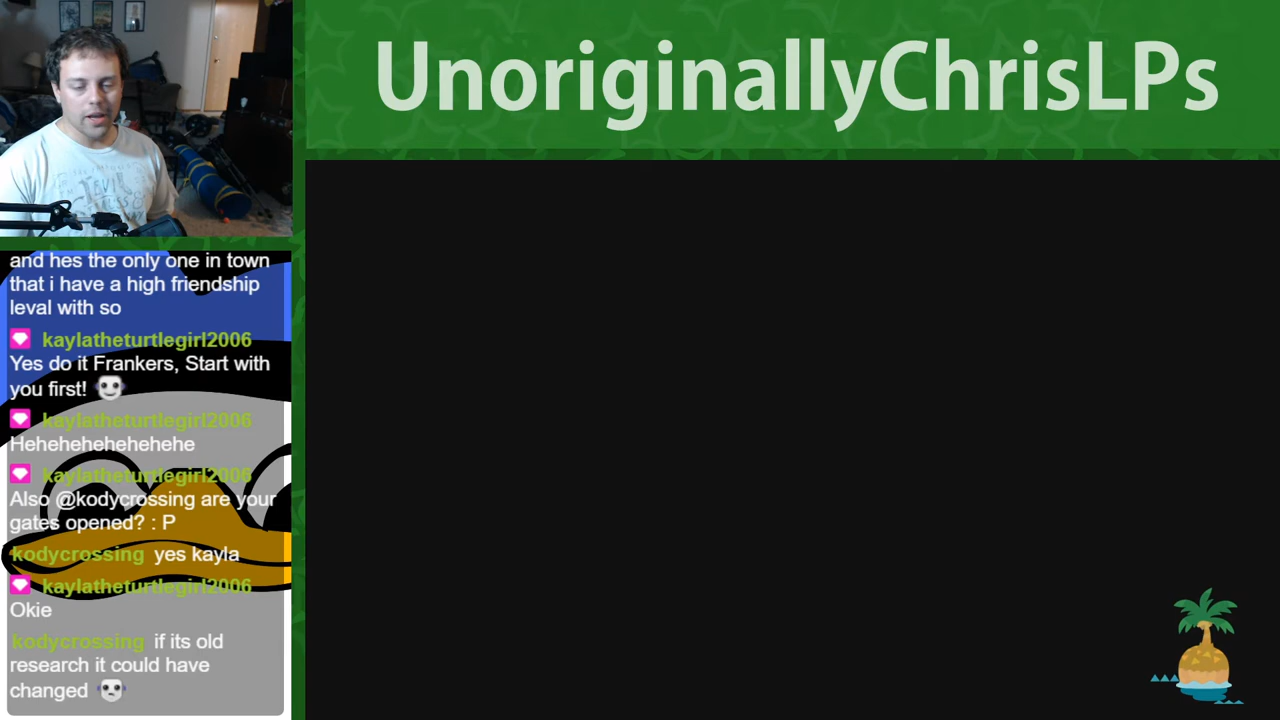 UnoriginallyChrisLPs
and hes the only one in town
that i have a high friendship
leval with so
kaylatheturtlegirl2006
Yes do it Frankers, Start with
you first!
kaylatheturtlegirl2006
Hehehehehehehehe
kaylatheturtlegirl2006
Also @kodycrossing are your
gates opened? : P
kodycrossing yes kayla
kaylatheturtlegirl2006
Okie
kodycrossing if its old
research it could have
changed